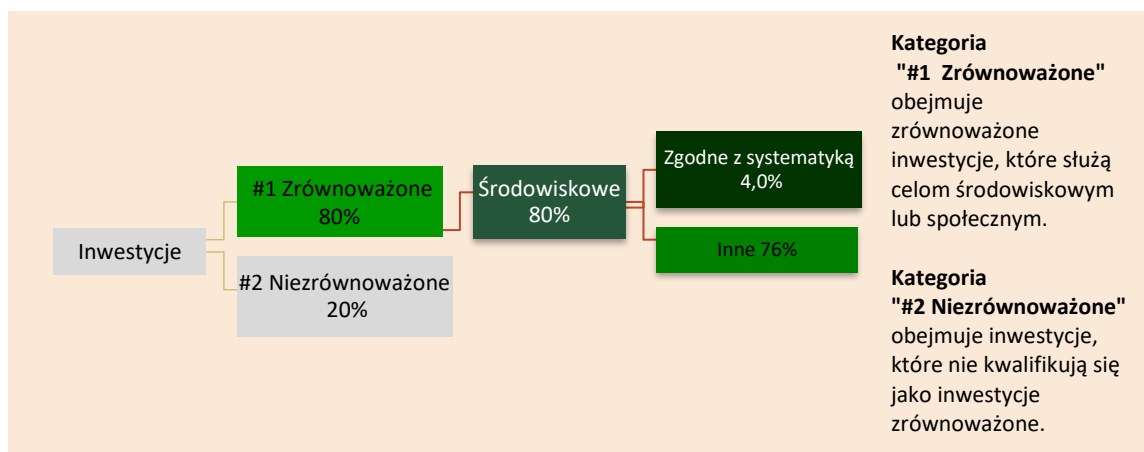 Inwestycje
#1 Zrównoważone
80%
#2 Niezrównoważone
20%
Środowiskowe
80%
Zgodne z systematyką
4,0%
Inne 76%
Kategoria
"#1 Zrównoważone"
obejmuje
zrównoważone
inwestycje, które służą
celom środowiskowym
lub społecznym.
Kategoria
"#2 Niezrównoważone"
obejmuje inwestycje,
które nie kwalifikują się
jako inwestycje
zrównoważone.